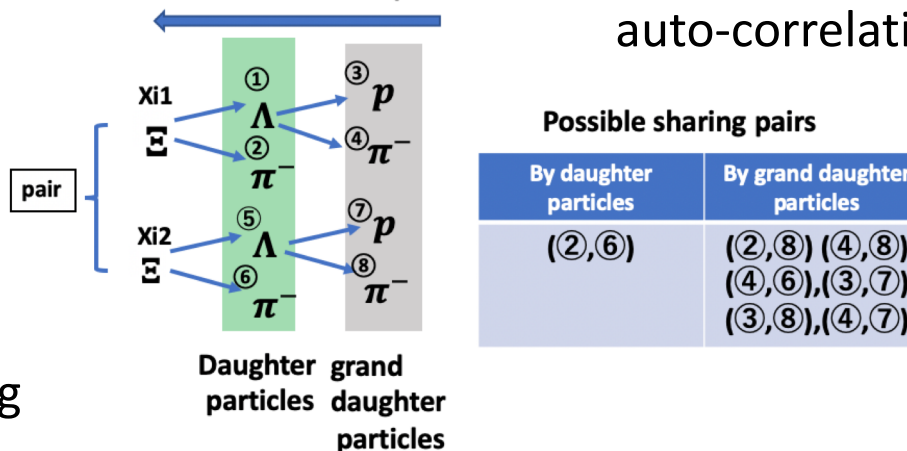 auto-correlati
①
Λ
②
π⁻
③
p
④
π⁻
Xi1
Ξ
pair
Xi2
Ξ
⑤
Λ
⑥
π⁻
⑦
p
⑧
π⁻
Daughter particles
grand daughter particles
g
Possible sharing pairs
By daughter particles
By grand daughter particles
(②,⑥)
(②,⑧) (④,⑧)
(④,⑥),(③,⑦)
(③,⑧),(④,⑦)